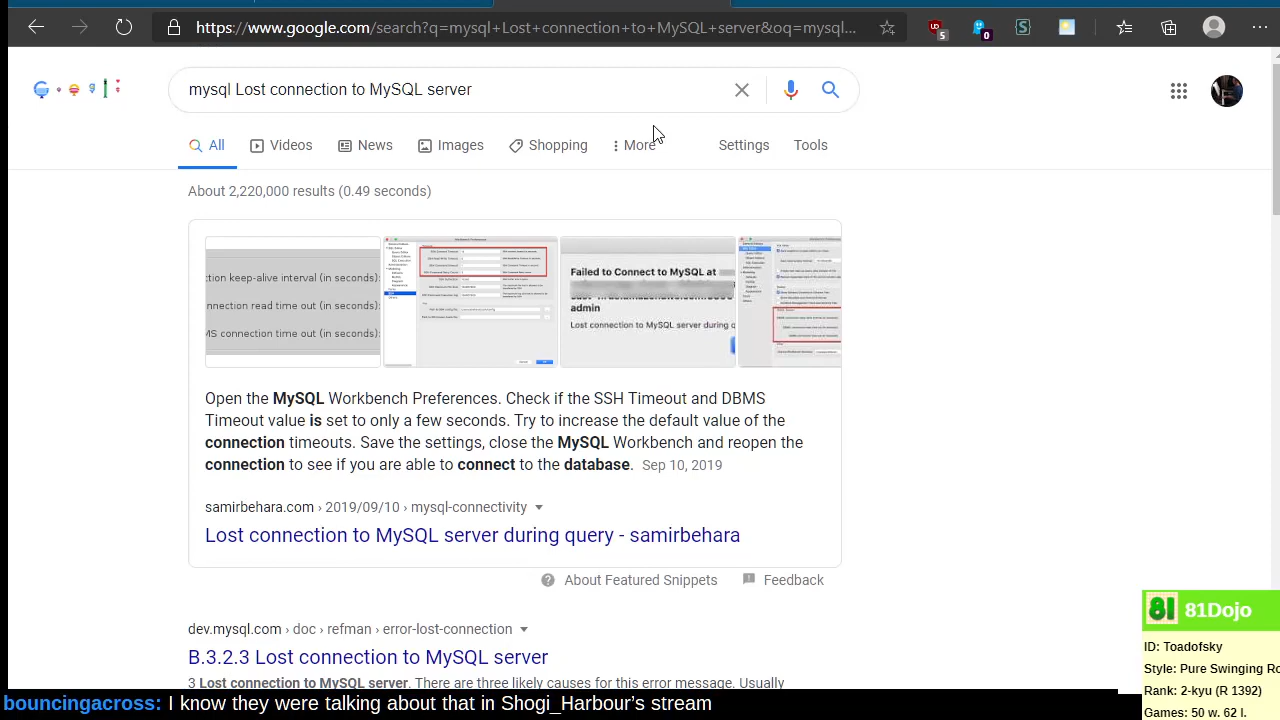 https://www.google.com/search?q=mysql+Lost+connection+to+MySQL+server&oq=mysql...
5
0
mysql Lost connection to MySQL server
All
Videos
News
Images
Shopping
More
Settings
Tools
About 2,220,000 results (0.49 seconds)
tion keep-alive interval (in seconds)
nnection read time out (in seconds)
MS connection time out (in seconds)
Failed to Connect to MySQL at
admin
Lost connection to MySQL server during q
Open the MySQL Workbench Preferences. Check if the SSH Timeout and DBMS
Timeout value is set to only a few seconds. Try to increase the default value of the
connection timeouts. Save the settings, close the MySQL Workbench and reopen the
connection to see if you are able to connect to the database. Sep 10, 2019
samirbehara.com › 2019/09/10 › mysql-connectivity
Lost connection to MySQL server during query - samirbehara
About Featured Snippets
Feedback
dev.mysql.com › doc › refman › error-lost-connection
B.3.2.3 Lost connection to MySQL server
3 Lost connection to MySQL server. There are three likely causes for this error message. Usually
81 81Dojo
ID: Toadofsky
Style: Pure Swinging Ro
Rank: 2-kyu (R 1392)
Games: 50 w. 62 l.
bouncingacross: I know they were talking about that in Shogi_Harbour's stream